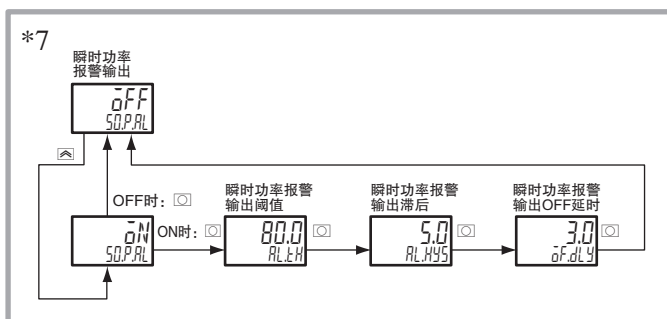 *7
瞬时功率
报警输出
ōFF
SO.P.AL
OFF时：
ōN
SO.P.AL
ON时：
瞬时功率报警
输出阈值
80.0
AL.tH
瞬时功率报警
输出滞后
5.0
AL.HYS
瞬时功率报警
输出OFF延时
3.0
ōF.dLY